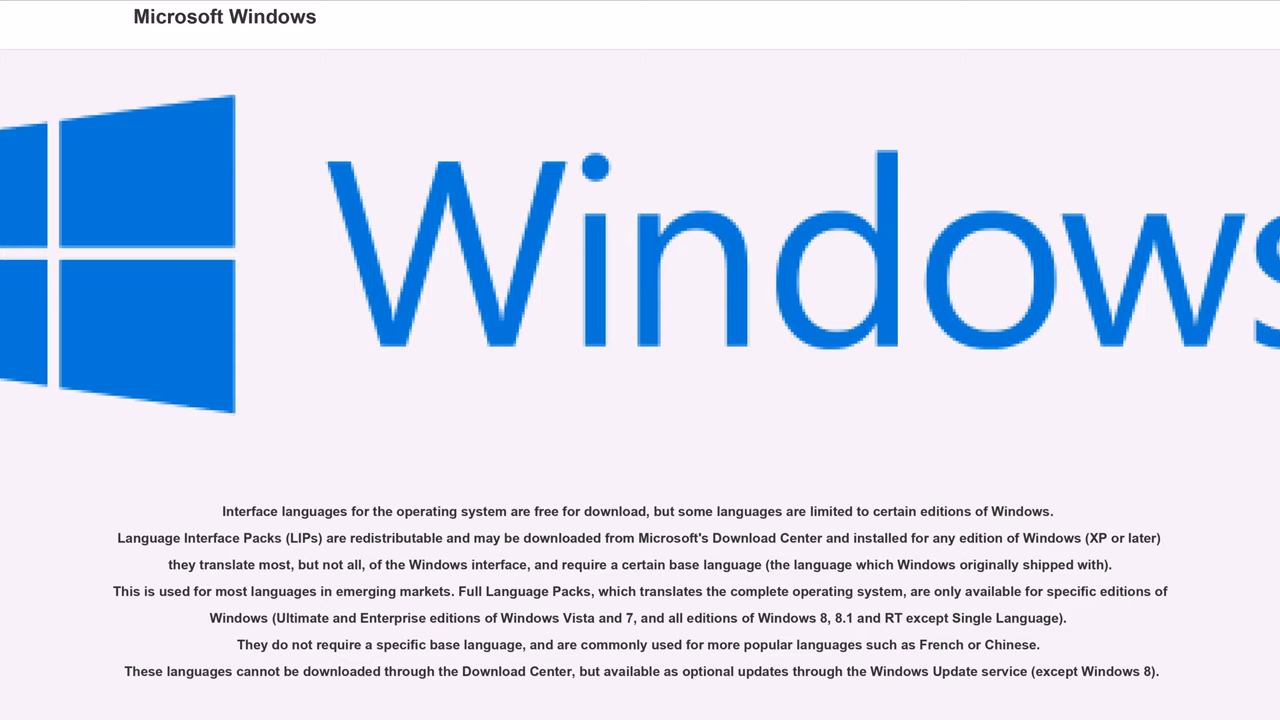 Microsoft Windows
Windows
Interface languages for the operating system are free for download, but some languages are limited to certain editions of Windows.
Language Interface Packs (LIPs) are redistributable and may be downloaded from Microsoft's Download Center and installed for any edition of Windows (XP or later)
they translate most, but not all, of the Windows interface, and require a certain base language (the language which Windows originally shipped with).
This is used for most languages in emerging markets. Full Language Packs, which translates the complete operating system, are only available for specific editions of
Windows (Ultimate and Enterprise editions of Windows Vista and 7, and all editions of Windows 8, 8.1 and RT except Single Language).
They do not require a specific base language, and are commonly used for more popular languages such as French or Chinese.
These languages cannot be downloaded through the Download Center, but available as optional updates through the Windows Update service (except Windows 8).